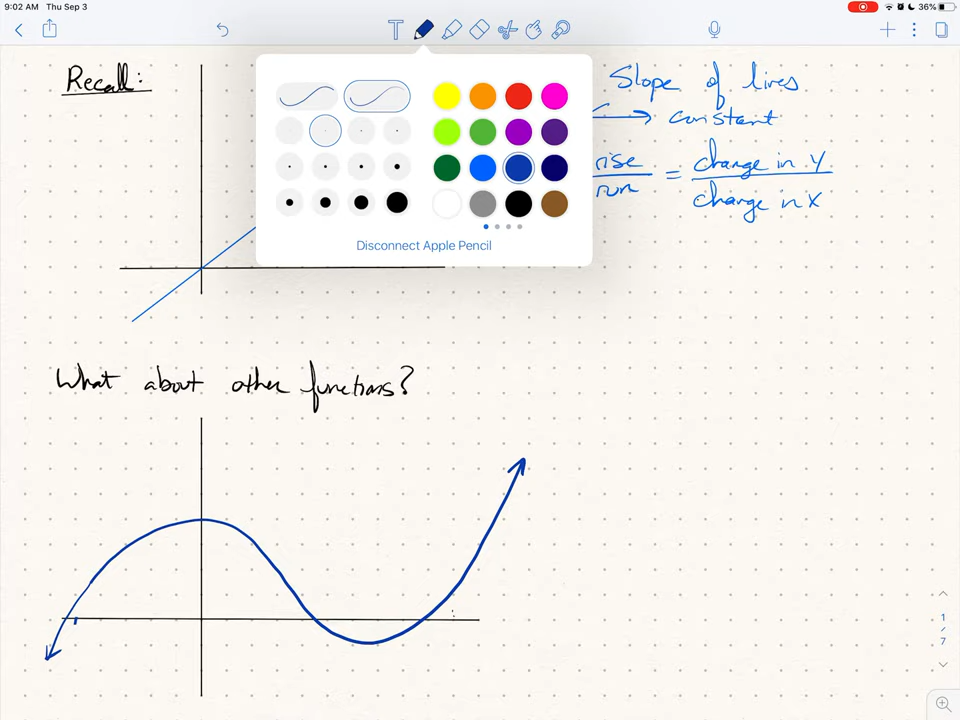 9:02 AM Thu Sep 3
36%
Recall:
Slope of lines
→ constant
rise/run = change in y/change in x
Disconnect Apple Pencil
What about other functions?
1
/
7